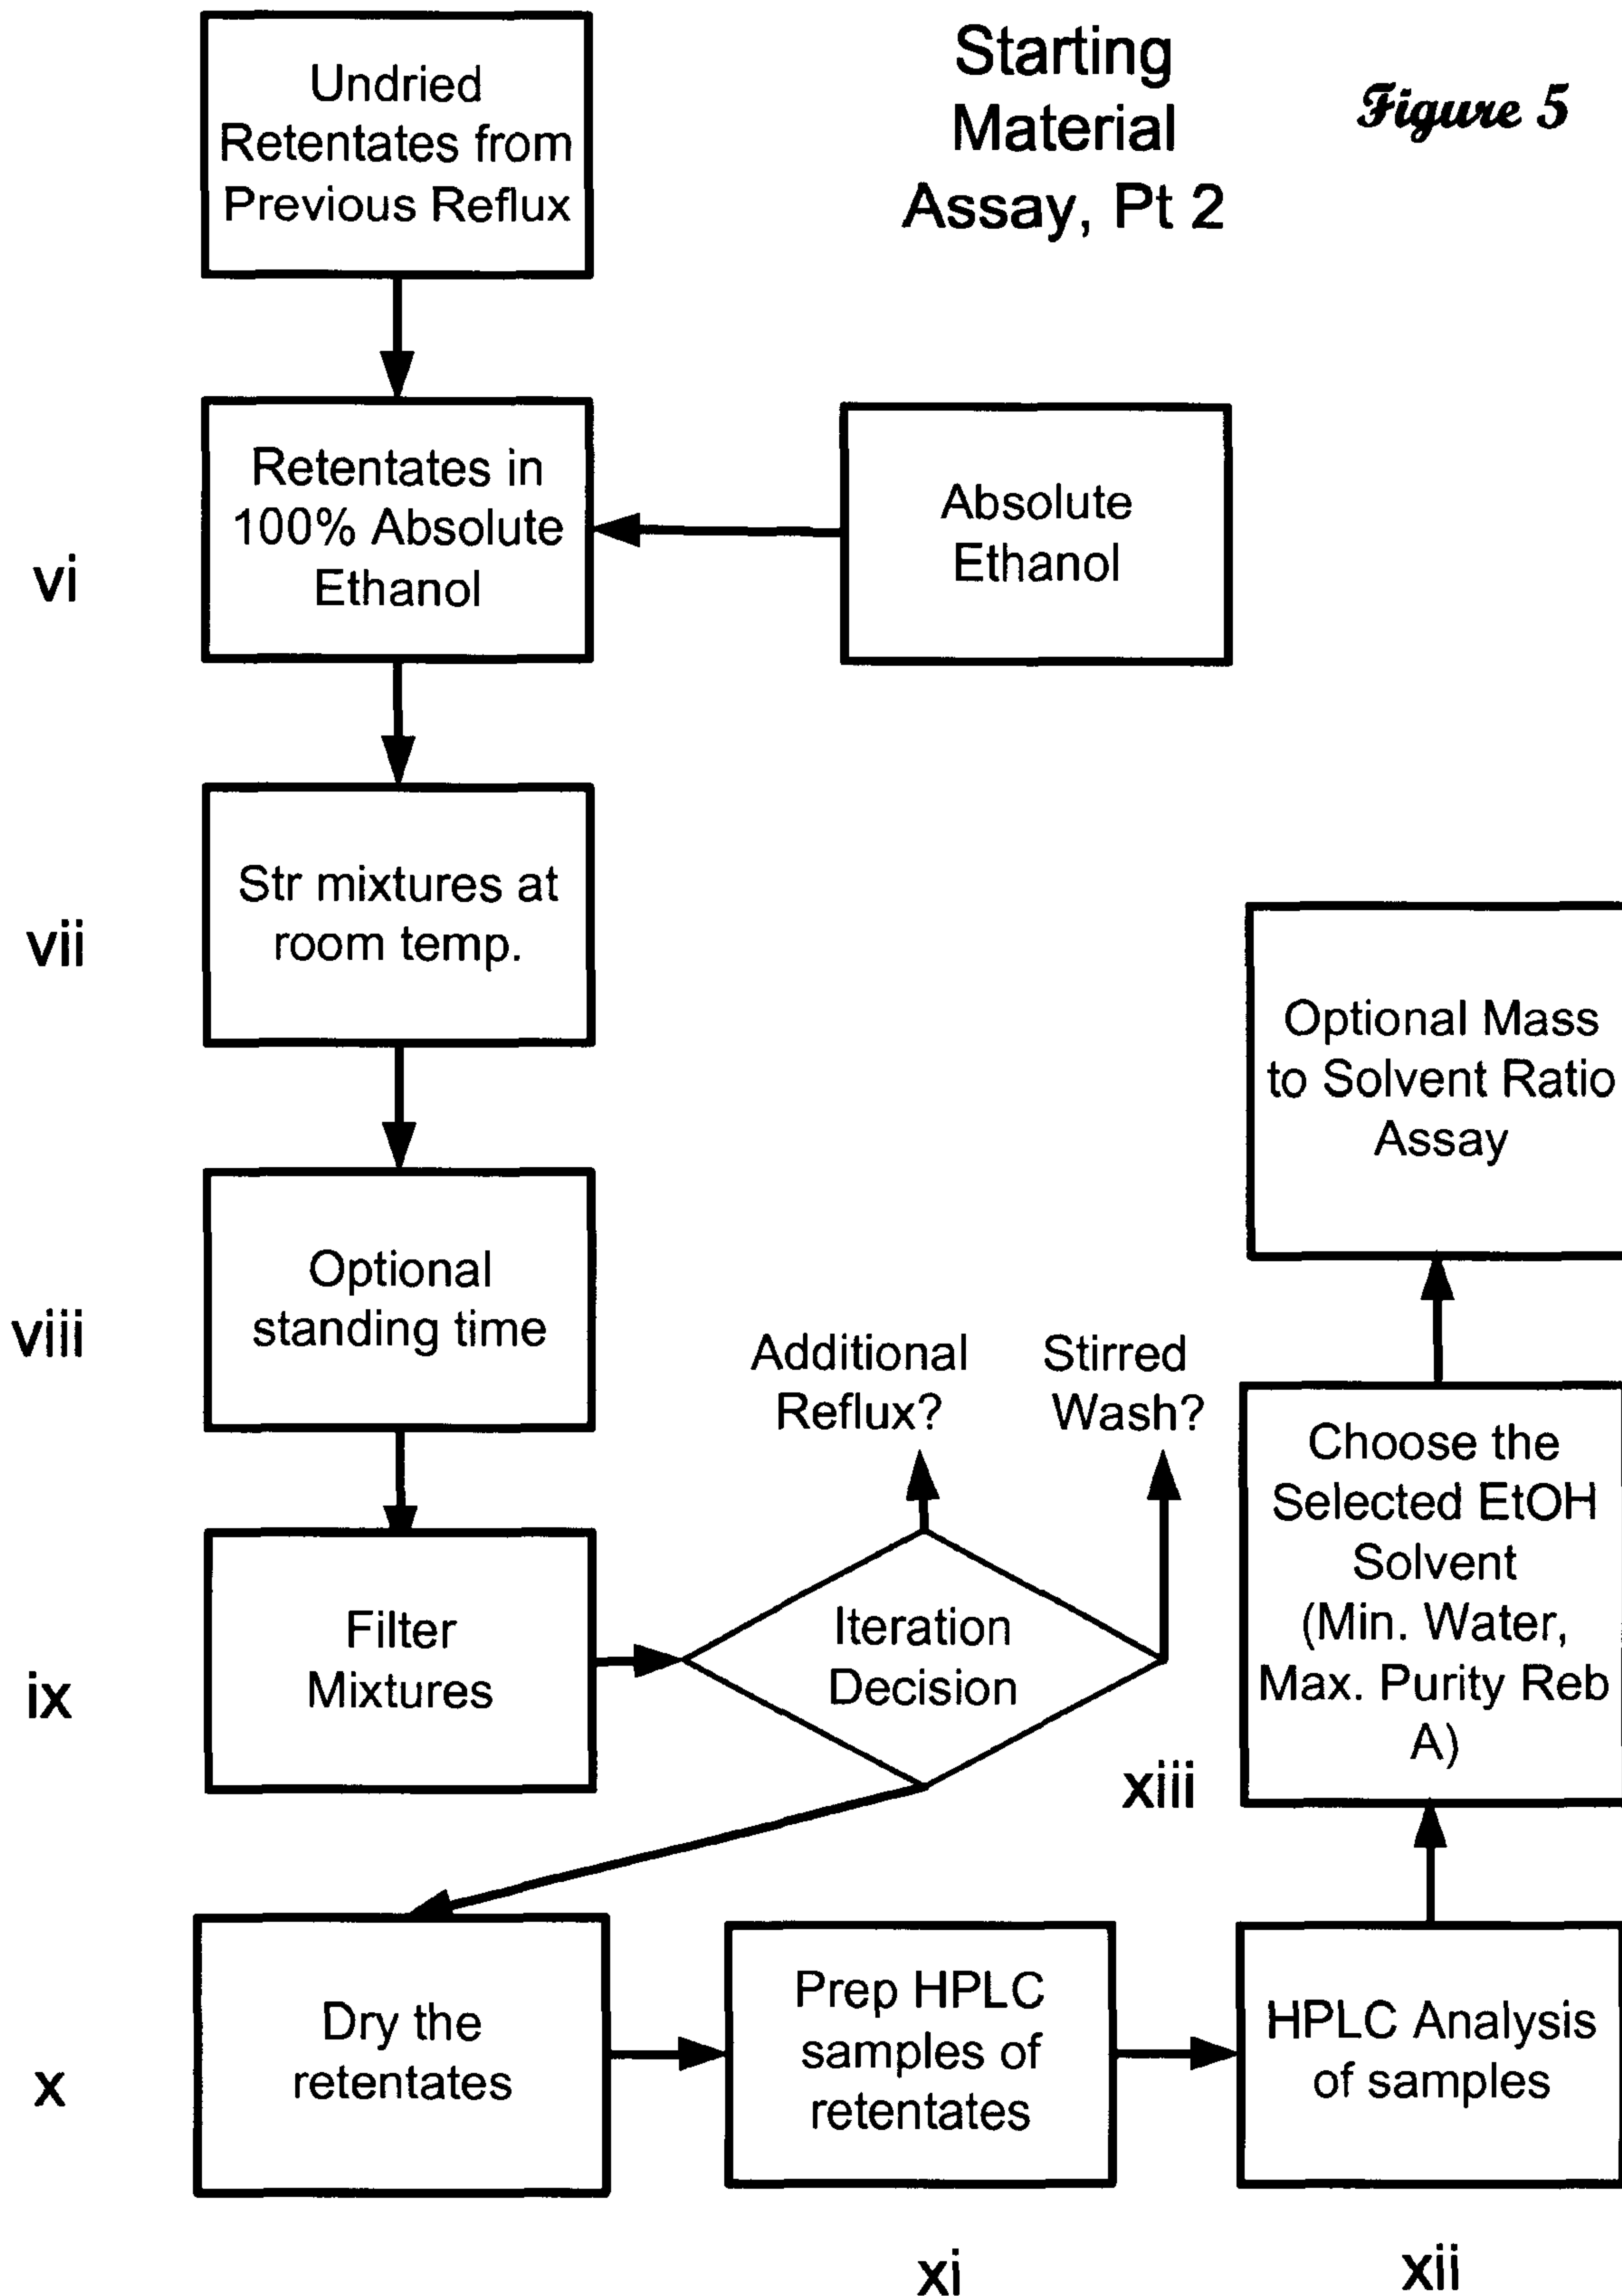 Starting
Material
Assay, Pt 2
Figure 5
Undried
Retentates from
Previous Reflux
vi
Retentates in
100% Absolute
Ethanol
Absolute
Ethanol
vii
Str mixtures at
room temp.
viii
Optional
standing time
ix
Filter
Mixtures
Iteration
Decision
Additional
Reflux?
Stirred
Wash?
x
Dry the
retentates
Prep HPLC
samples of
retentates
xi
HPLC Analysis
of samples
xii
xiii
Choose the
Selected EtOH
Solvent
(Min. Water,
Max. Purity Reb
A)
Optional Mass
to Solvent Ratio
Assay